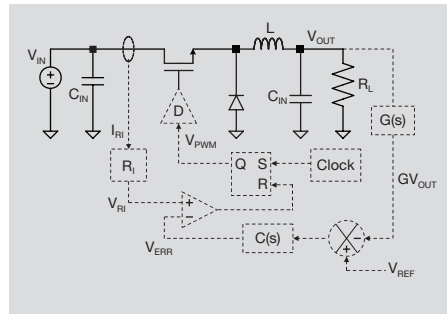 V_IN
C_IN
I_RI
R_I
V_RI
V_PWM
D
L
V_OUT
C_IN
R_L
G(s)
GV_OUT
Q S
R
Clock
+
−
V_ERR
C(s)
−
+
V_REF